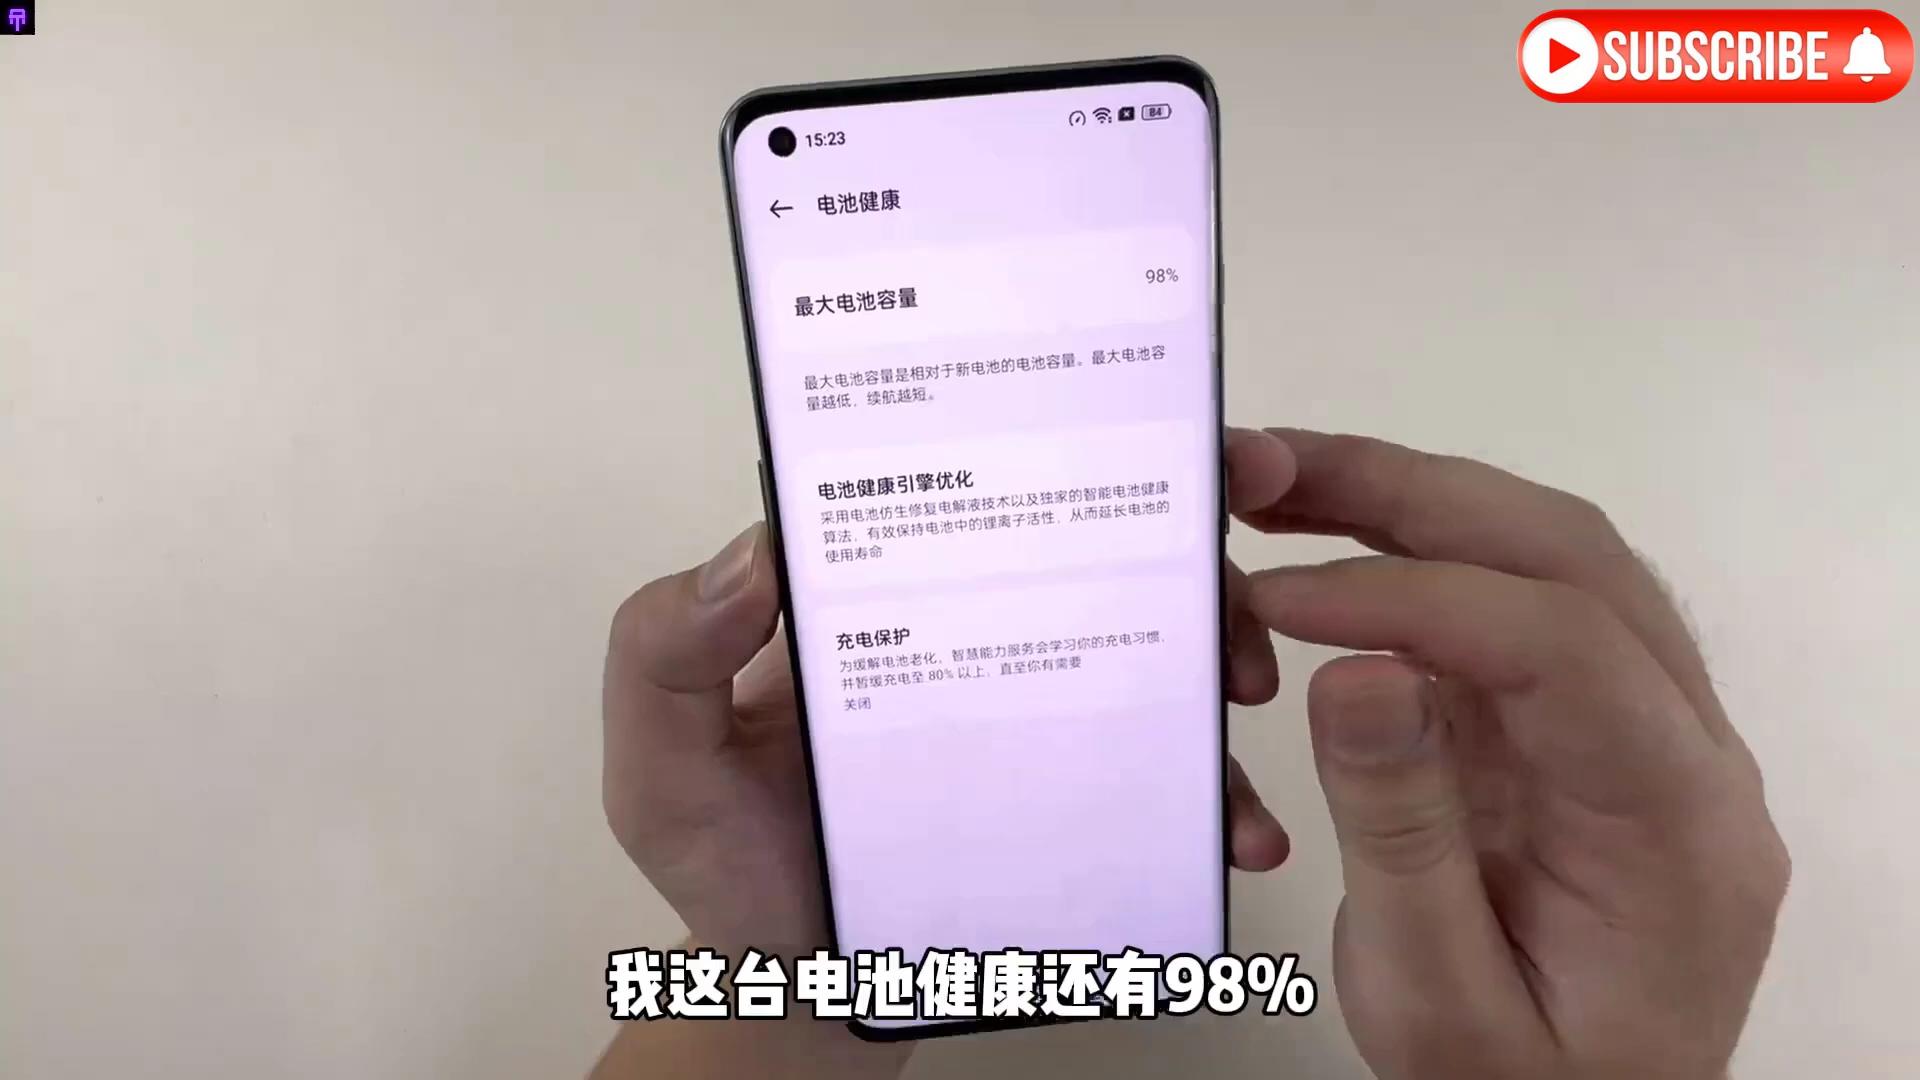 SUBSCRIBE
15:23
84
电池健康
98%
最大电池容量
最大电池容量是相对于新电池的电池容量。最大电池容
量越低，续航越短。
电池健康引擎优化
采用电池仿生修复电解液技术以及独家的智能电池健康
算法，有效保持电池中的锂离子活性，从而延长电池的
使用寿命
充电保护
为缓解电池老化，智慧能力服务会学习你的充电习惯，
并暂缓充电至 80% 以上，直至你有需要
关闭
我这台电池健康还有98%